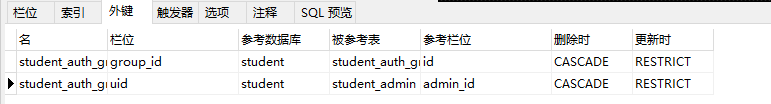 栏位 索引 外键 触发器 选项 注释 SQL 预览
名 栏位 参考数据库 被参考表 参考栏位 删除时 更新时
student_auth_gr group_id student student_auth_g id CASCADE RESTRICT
student_auth_gr uid student student_admin admin_id CASCADE RESTRICT